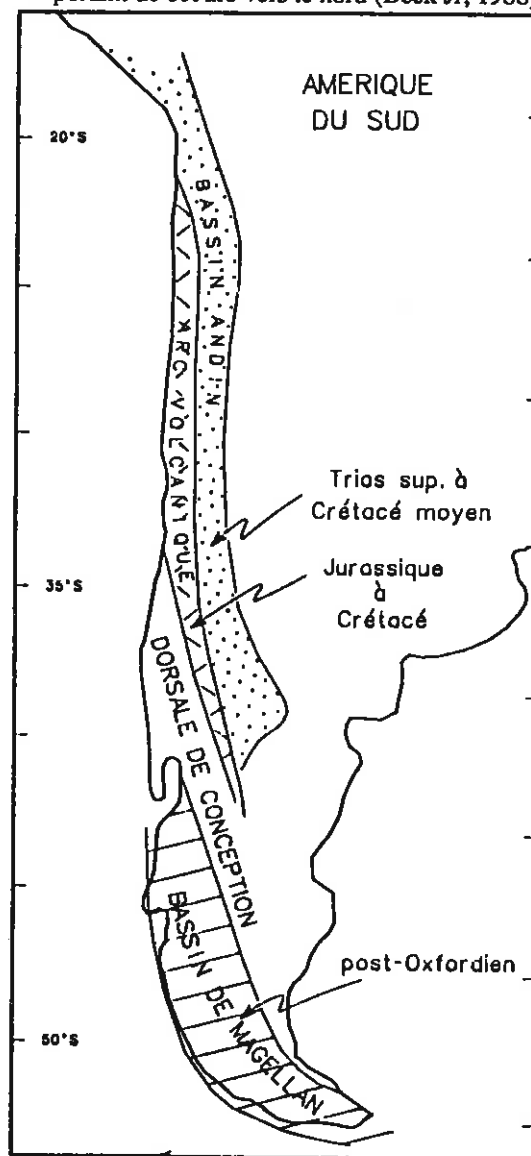 AMÉRIQUE
DU SUD
20°S
BASSIN ANDIN
ARC VOLCANIQUE
Trias sup. à
Crétacé moyen
35°S
Jurassique
à
Crétacé
DORSALE DE CONCEPTION
BASSIN DE MAGELLAN
post-Oxfordien
50°S